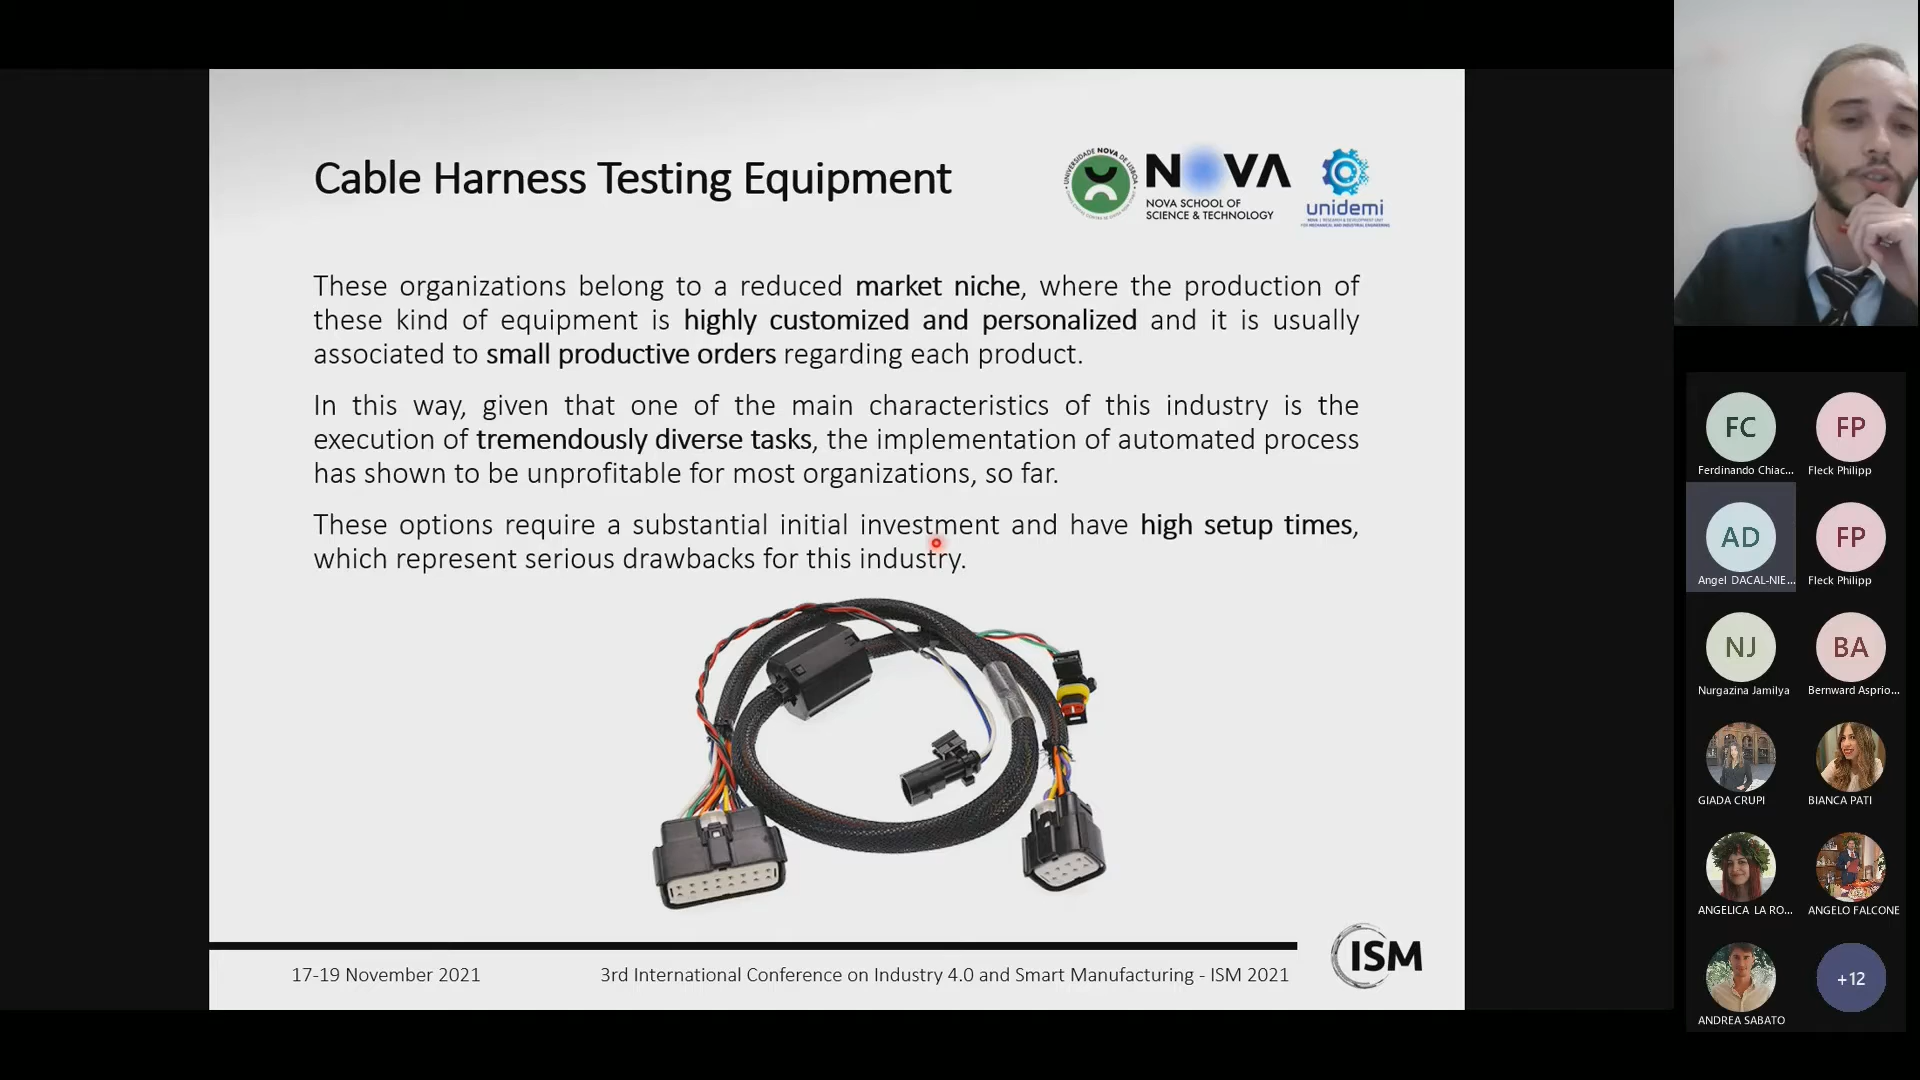 Cable Harness Testing Equipment
NOVA
NOVA SCHOOL OF
SCIENCE & TECHNOLOGY
unidemi
These organizations belong to a reduced market niche, where the production of
these kind of equipment is highly customized and personalized and it is usually
associated to small productive orders regarding each product.
In this way, given that one of the main characteristics of this industry is the
execution of tremendously diverse tasks, the implementation of automated process
has shown to be unprofitable for most organizations, so far.
These options require a substantial initial investment and have high setup times,
which represent serious drawbacks for this industry.
17-19 November 2021
3rd International Conference on Industry 4.0 and Smart Manufacturing - ISM 2021
ISM
FC
FP
Ferdinando Chiac...
Fleck Philipp
AD
FP
Angel DACAL-NIE...
Fleck Philipp
NJ
BA
Nurgazina Jamilya
Bernward Asprio...
GIADA CRUPI
BIANCA PATI
ANGELICA LA RO...
ANGELO FALCONE
+12
ANDREA SABATO